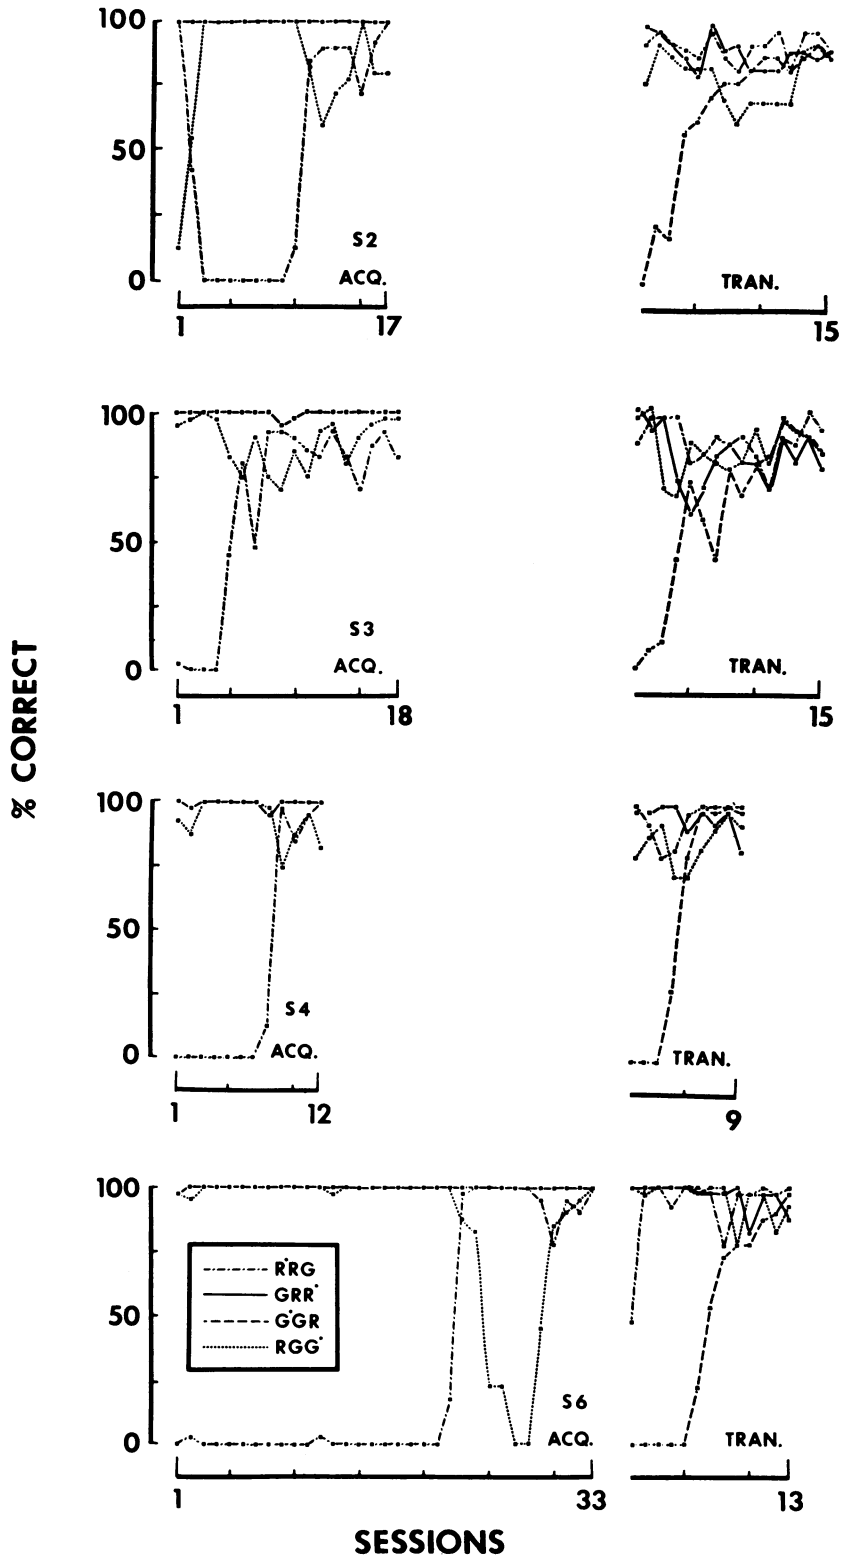 % CORRECT
100
50
0
S2
ACQ.
1 17
TRAN.
15
100
50
0
S3
ACQ.
1 18
TRAN.
15
100
50
0
S4
ACQ.
1 12
TRAN.
9
100
50
0
R•RG
GRR•
G•GR
RGG•
S6
ACQ.
1 33
TRAN.
13
SESSIONS